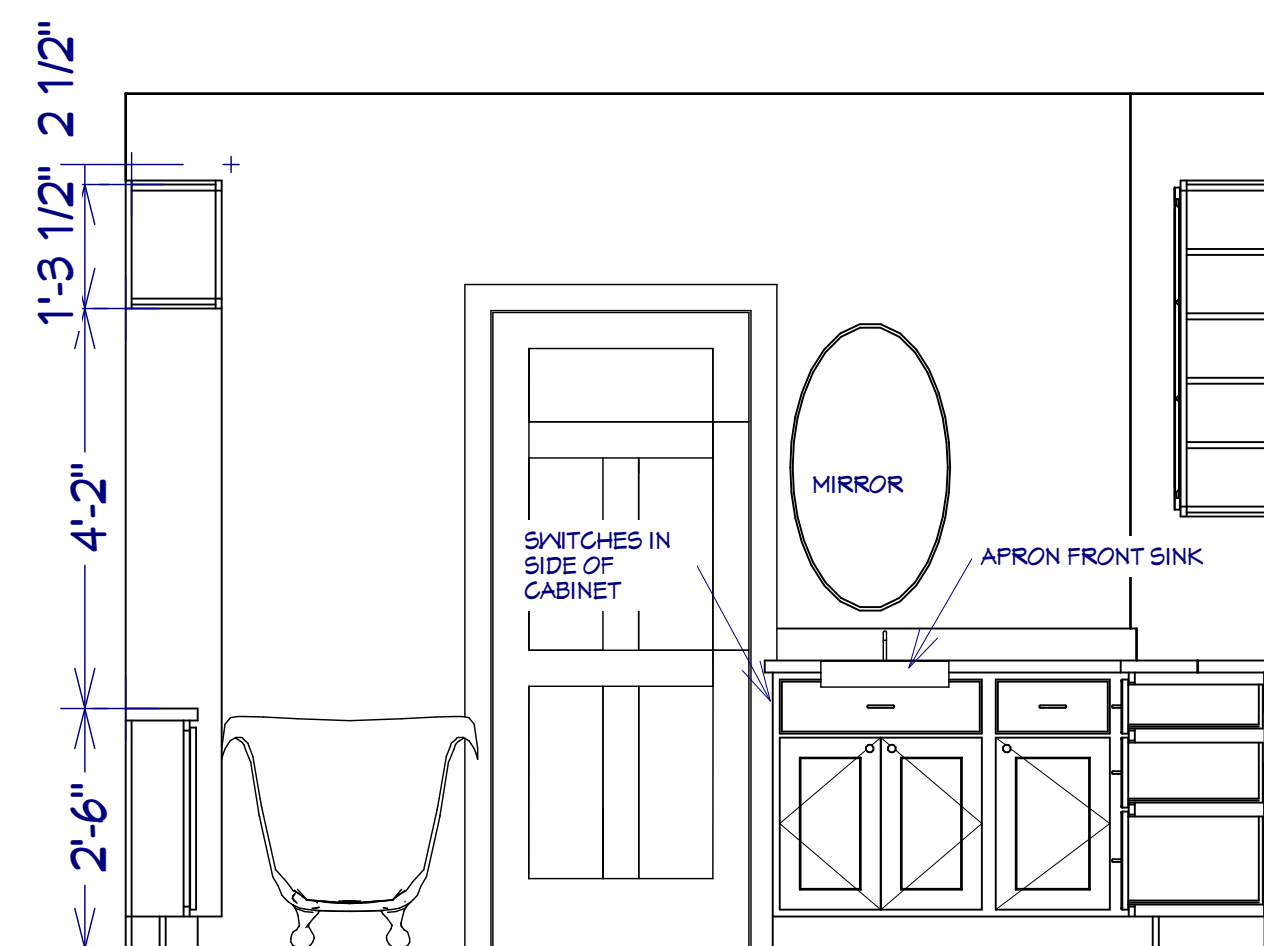 2 1/2"
1'-3 1/2"
4'-2"
2'-6"
MIRROR
SWITCHES IN
SIDE OF
CABINET
APRON FRONT SINK